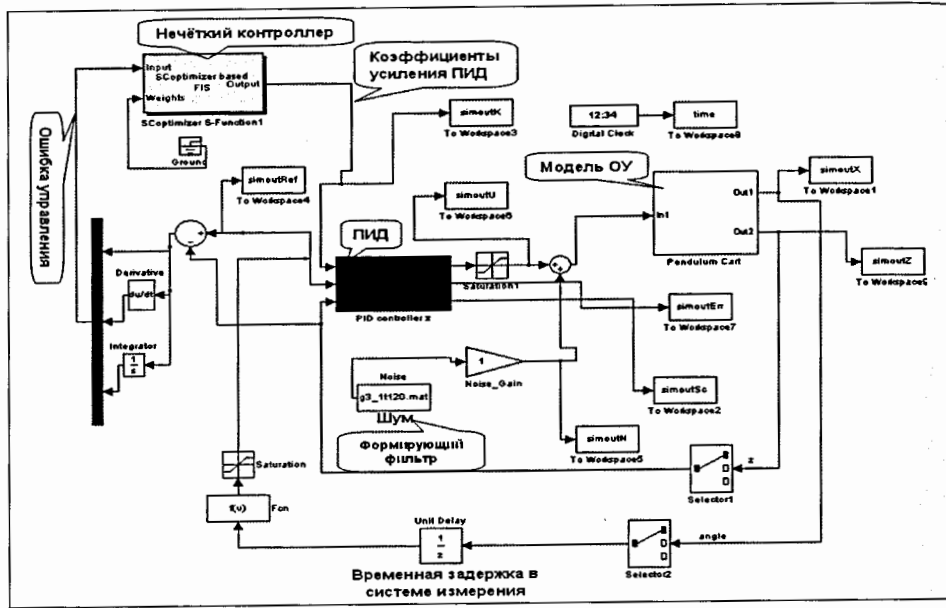 Нечёткий контроллер
Input
SCoptimizer based
FIS
Output
Weights
SCoptimizer S-Function1
Коэффициенты
усиления ПИД
Ground
Ошибка управления
simoutK
To Workspace3
12:34
Digital Clock
time
To Workspace8
simoutRef
To Workspace4
simoutU
To Workspace6
Модель ОУ
In1
Out1
Out2
Pendulum Cart
simoutX
To Workspace1
simoutZ
ПИД
Saturation1
PID controller z
Derivative
du/dt
Integrator
1
s
simoutErr
To Workspace7
1
Noise_Gain
Noise
g3_1tt20.mat
Шум
Формирующий
фильтр
simoutSc
To Workspace2
simoutN
To Workspace5
Saturation
f(u)
Fcn
z
Selector1
Unit Delay
1
z
angle
Selector2
Временная задержка в
системе измерения